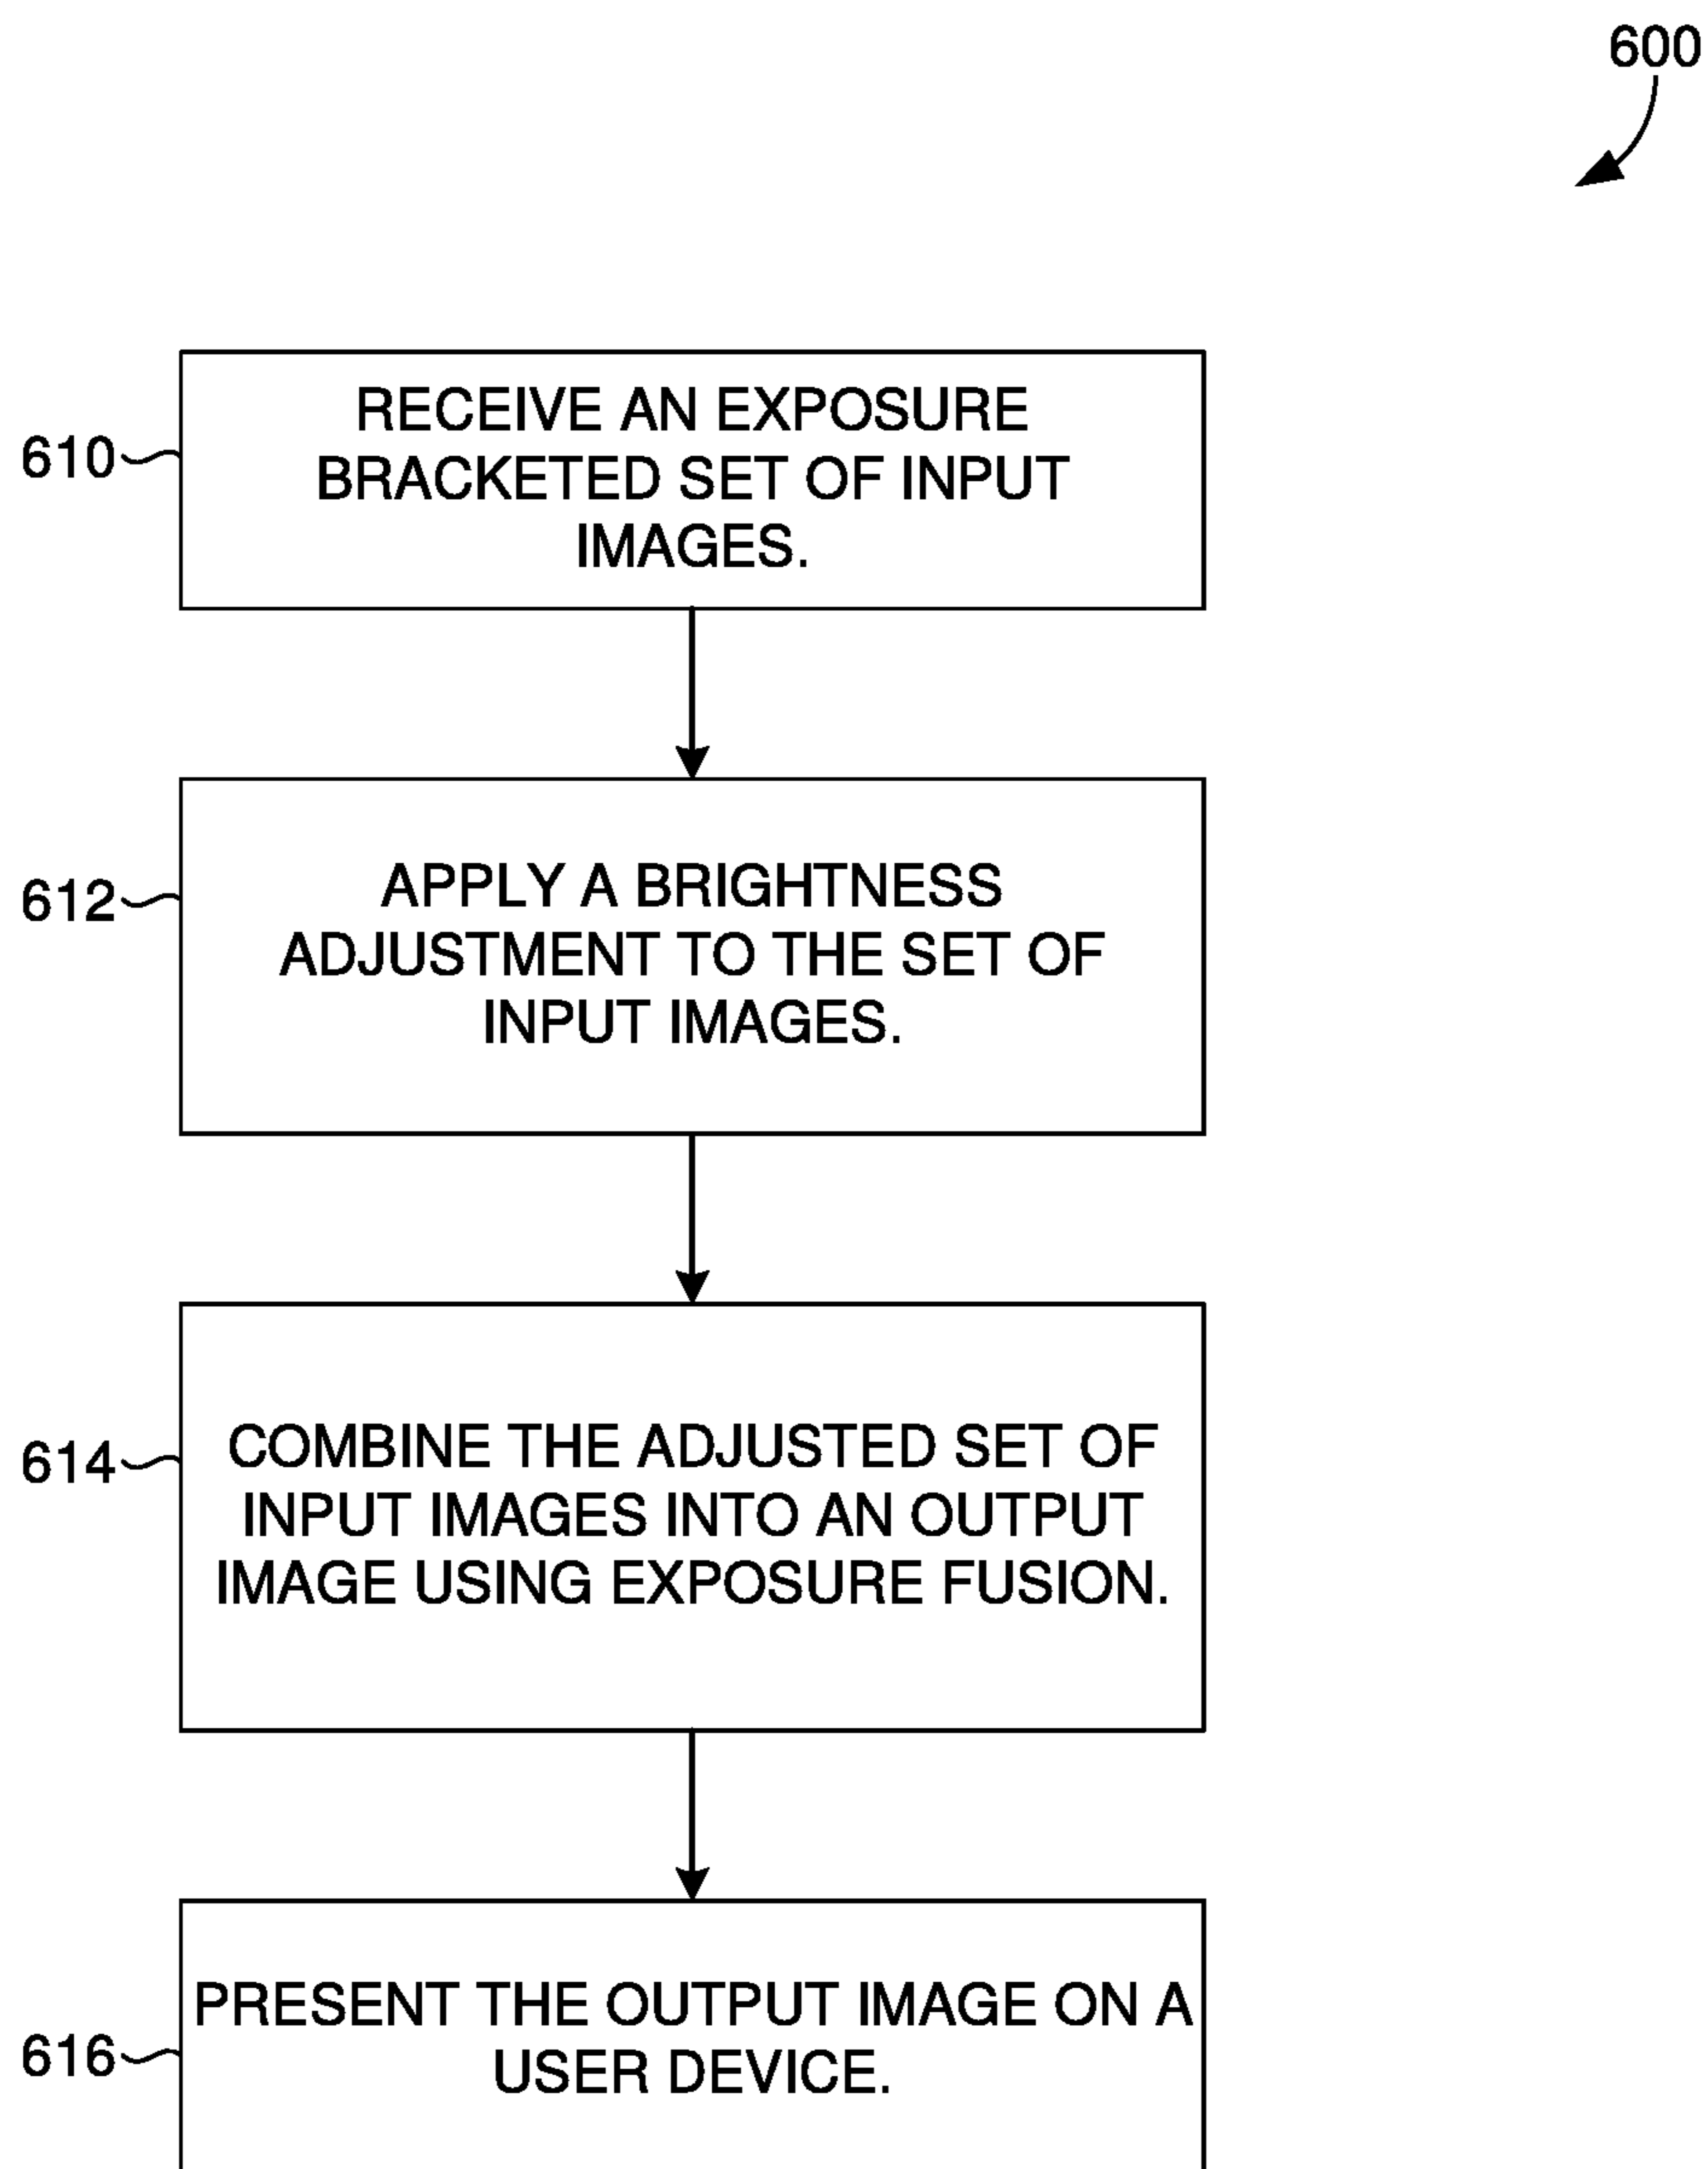 600
610
RECEIVE AN EXPOSURE
BRACKETED SET OF INPUT
IMAGES.
612
APPLY A BRIGHTNESS
ADJUSTMENT TO THE SET OF
INPUT IMAGES.
614
COMBINE THE ADJUSTED SET OF
INPUT IMAGES INTO AN OUTPUT
IMAGE USING EXPOSURE FUSION.
616
PRESENT THE OUTPUT IMAGE ON A
USER DEVICE.